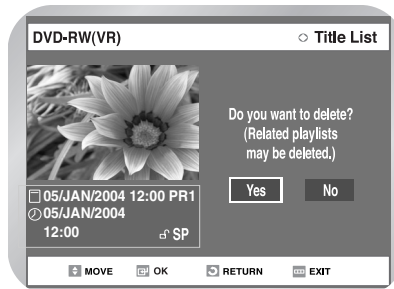 DVD-RW(VR)
Title List
Do you want to delete?
(Related playlists
may be deleted.)
Yes No
05/JAN/2004 12:00 PR1
05/JAN/2004
12:00 SP
MOVE OK RETURN EXIT